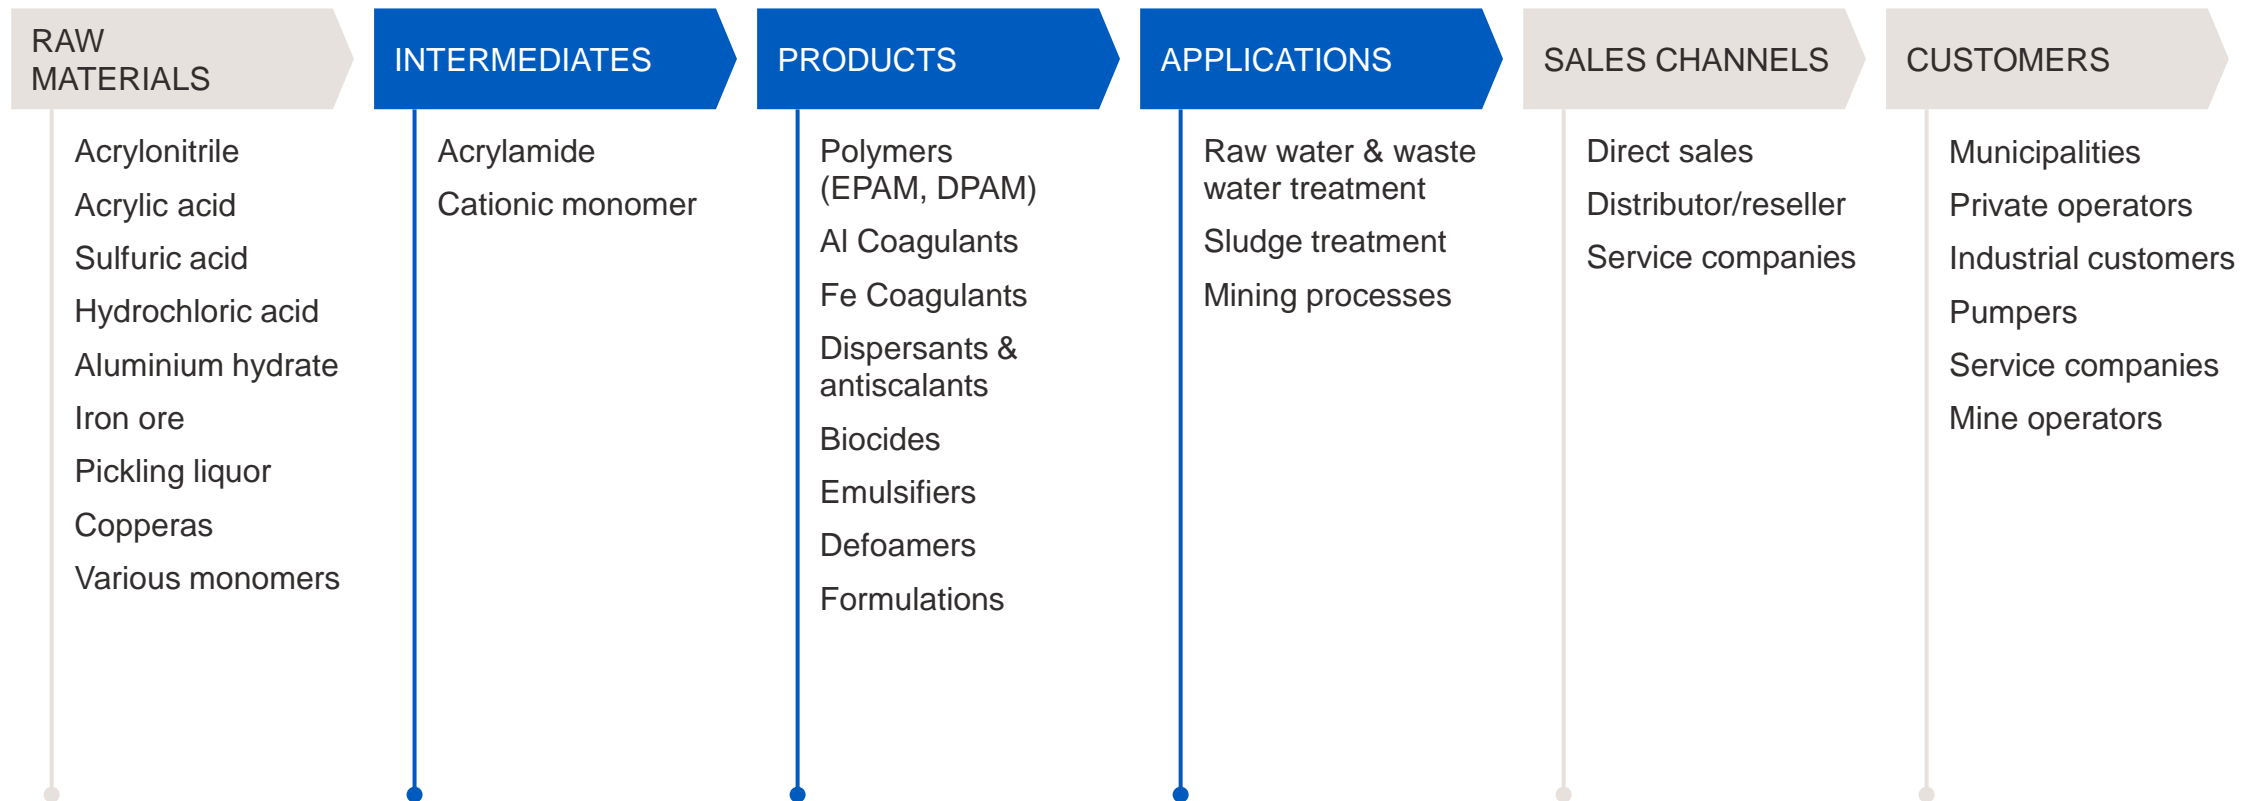 RAW
MATERIALS
Acrylonitrile
Acrylic acid
Sulfuric acid
Hydrochloric acid
Aluminium hydrate
Iron ore
Pickling liquor
Copperas
Various monomers
INTERMEDIATES
Acrylamide
Cationic monomer
PRODUCTS
Polymers
(EPAM, DPAM)
Al Coagulants
Fe Coagulants
Dispersants &
antiscalants
Biocides
Emulsifiers
Defoamers
Formulations
APPLICATIONS
Raw water & waste
water treatment
Sludge treatment
Mining processes
SALES CHANNELS
Direct sales
Distributor/reseller
Service companies
CUSTOMERS
Municipalities
Private operators
Industrial customers
Pumpers
Service companies
Mine operators